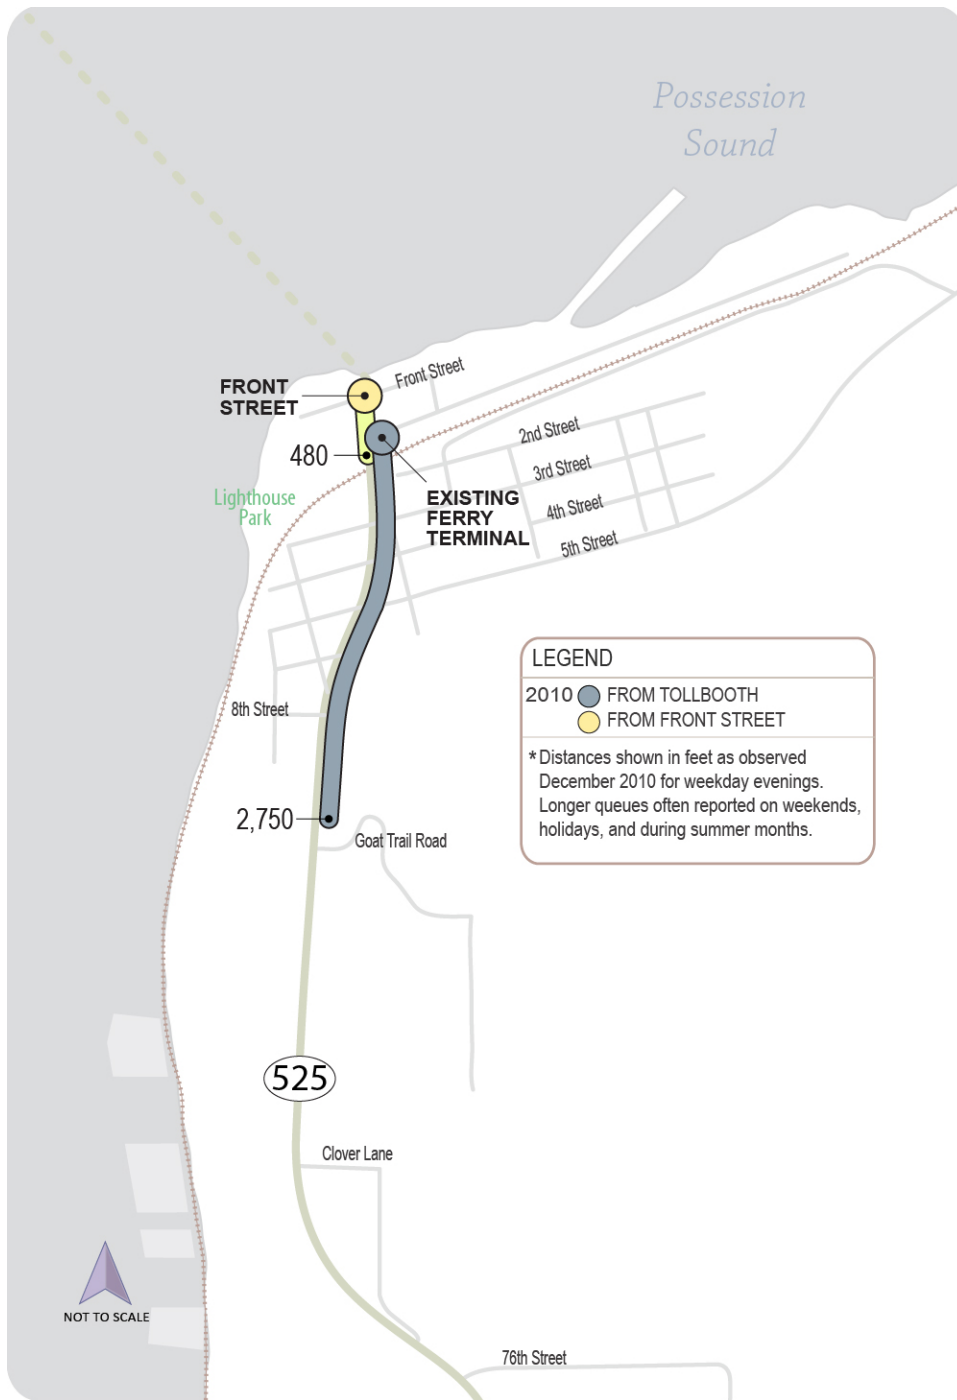 Possession
Sound
Front Street
FRONT
STREET
480
2nd Street
3rd Street
4th Street
5th Street
Lighthouse
Park
EXISTING
FERRY
TERMINAL
LEGEND
2010 FROM TOLLBOOTH
FROM FRONT STREET
* Distances shown in feet as observed
December 2010 for weekday evenings.
Longer queues often reported on weekends,
holidays, and during summer months.
8th Street
2,750
Goat Trail Road
525
Clover Lane
NOT TO SCALE
76th Street